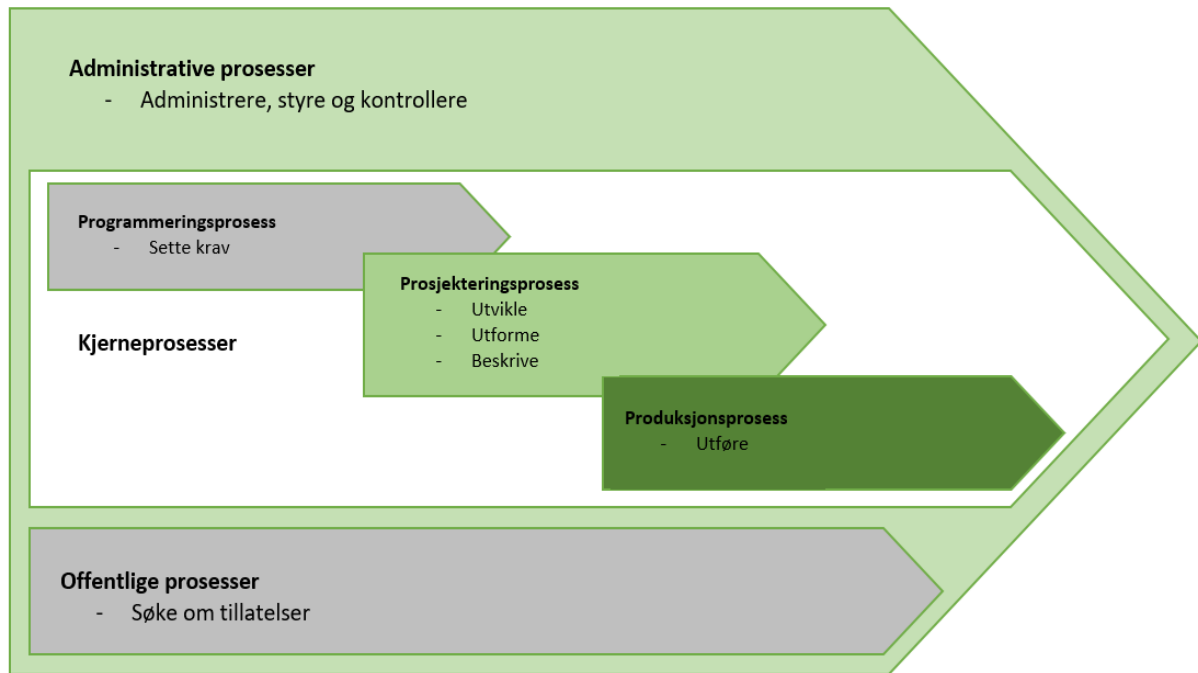 Administrative prosesser
- Administrere, styre og kontrollere
Programmeringsprosess
- Sette krav
Prosjekteringsprosess
- Utvikle
- Utforme
- Beskrive
Kjerneprosesser
Produksjonsprosess
- Utføre
Offentlige prosesser
- Søke om tillatelser